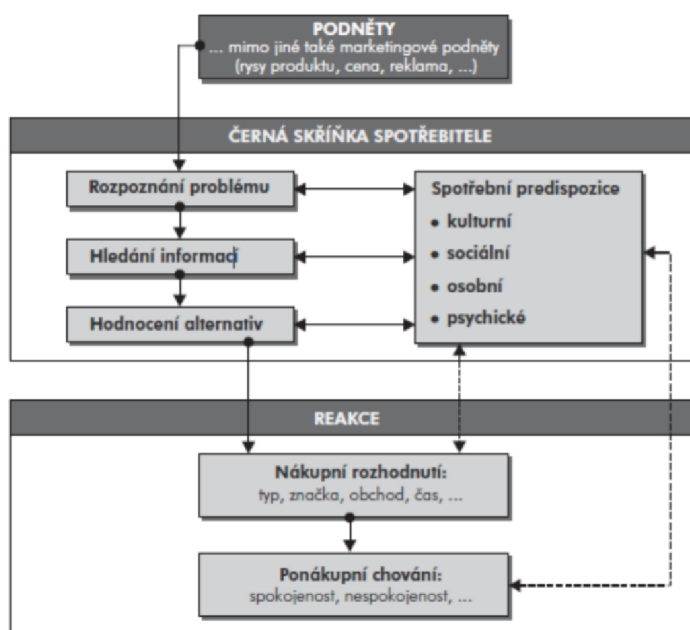 PODNĚTY
... mimo jiné také marketingové podněty
(rysy produktu, cena, reklama, ...)
ČERNÁ SKŘÍŇKA SPOTŘEBITELE
Rozpoznání problému
Hledání informací
Hodnocení alternativ
Spotřební predispozice
• kulturní
• sociální
• osobní
• psychické
REAKCE
Nákupní rozhodnutí:
typ, značka, obchod, čas, ...
Ponákupní chování:
spokojenost, nespokojenost, ...